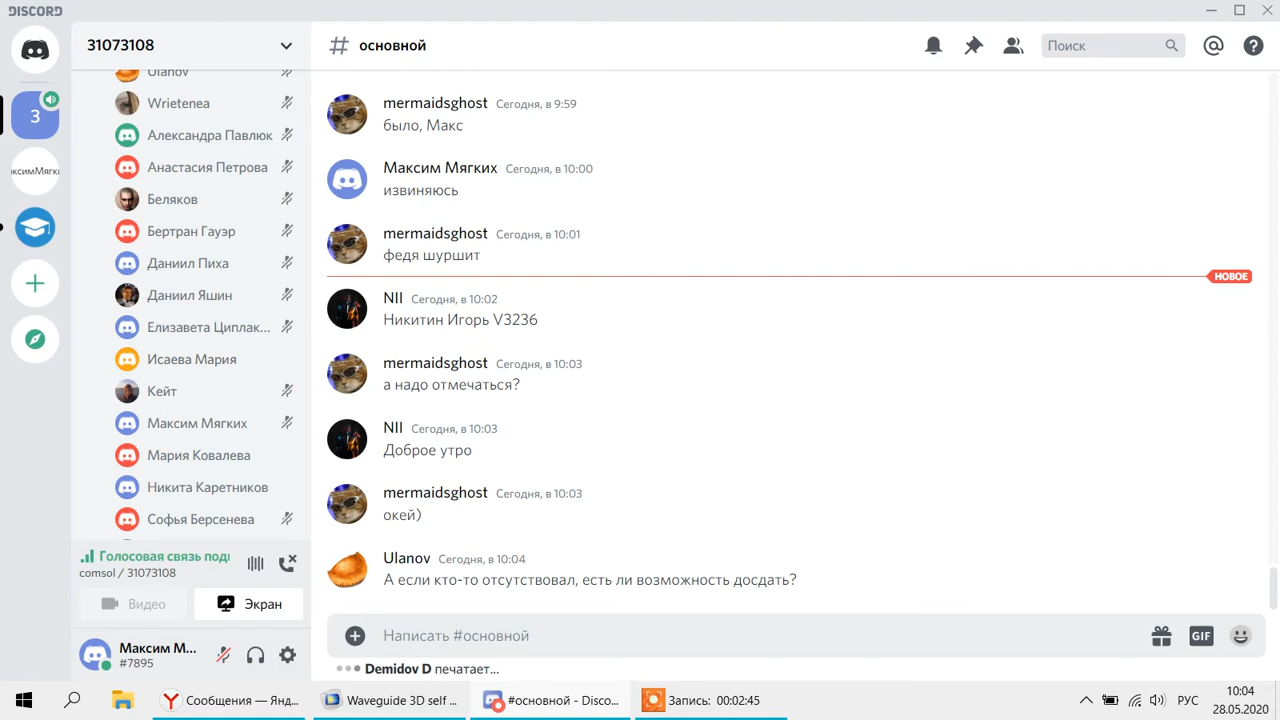 DISCORD
31073108
# основной
Поиск
3
ксимМягк
Ulanov
Wrietenea
Александра Павлюк
Анастасия Петрова
Беляков
Бертран Гауэр
Даниил Пиха
Даниил Яшин
Елизавета Циплак...
Исаева Мария
Кейт
Максим Мягких
Мария Ковалева
Никита Каретников
Софья Берсенева
Голосовая связь подк
comsol / 31073108
Видео
Экран
Максим М...
#7895
mermaidsghost Сегодня, в 9:59
было, Макс
Максим Мягких Сегодня, в 10:00
извиняюсь
mermaidsghost Сегодня, в 10:01
федя шуршит
НОВОЕ
NII Сегодня, в 10:02
Никитин Игорь V3236
mermaidsghost Сегодня, в 10:03
а надо отмечаться?
NII Сегодня, в 10:03
Доброе утро
mermaidsghost Сегодня, в 10:03
окей)
Ulanov Сегодня, в 10:04
А если кто-то отсутствовал, есть ли возможность досдать?
Написать #основной
GIF
Demidov D печатает...
Сообщения — Янд...
Waveguide 3D self ...
#основной - Disco...
Запись: 00:02:45
РУС
10:04
28.05.2020